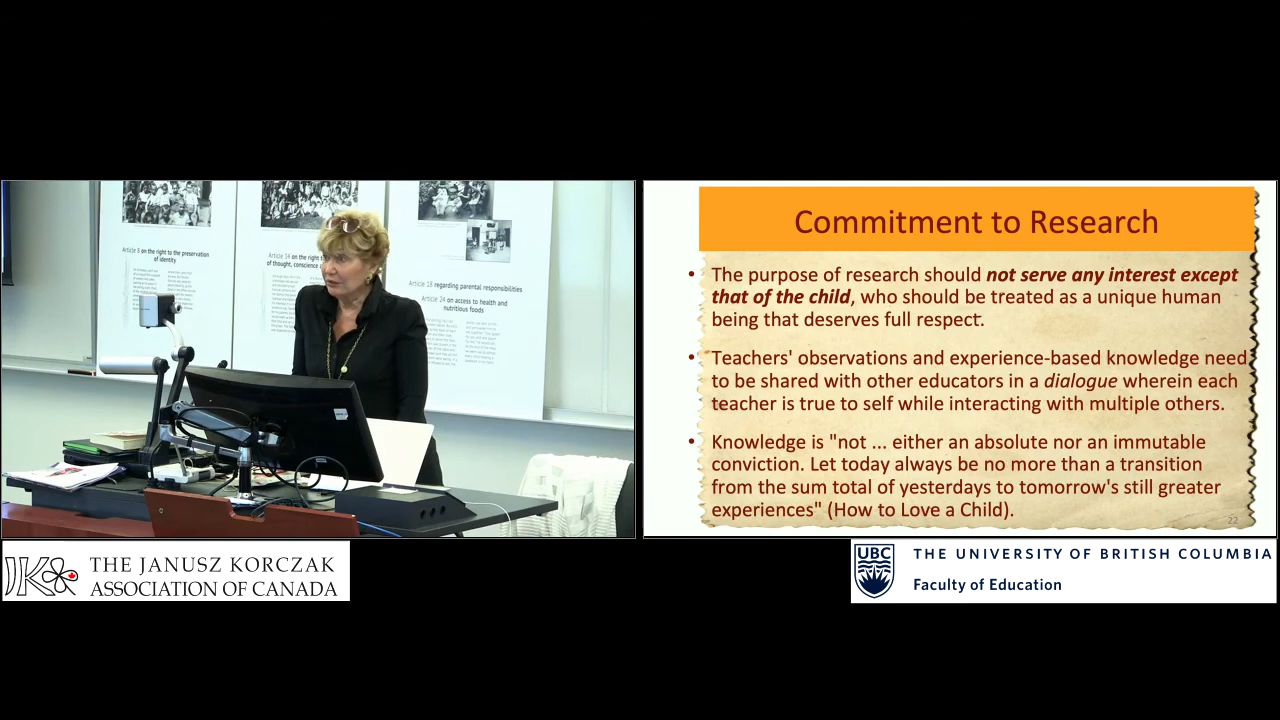 Article 8 on the right to the preservation
of identity
Article 14 on the right
of thought, conscience
Article 18 regarding parental responsibilities
Article 24 on access to health and
nutritious foods
Commitment to Research
• The purpose of research should not serve any interest except
that of the child, who should be treated as a unique human
being that deserves full respect.
• Teachers' observations and experience-based knowledge need
to be shared with other educators in a dialogue wherein each
teacher is true to self while interacting with multiple others.
• Knowledge is "not ... either an absolute nor an immutable
conviction. Let today always be no more than a transition
from the sum total of yesterdays to tomorrow's still greater
experiences" (How to Love a Child).
22
THE JANUSZ KORCZAK
ASSOCIATION OF CANADA
UBC
THE UNIVERSITY OF BRITISH COLUMBIA
Faculty of Education